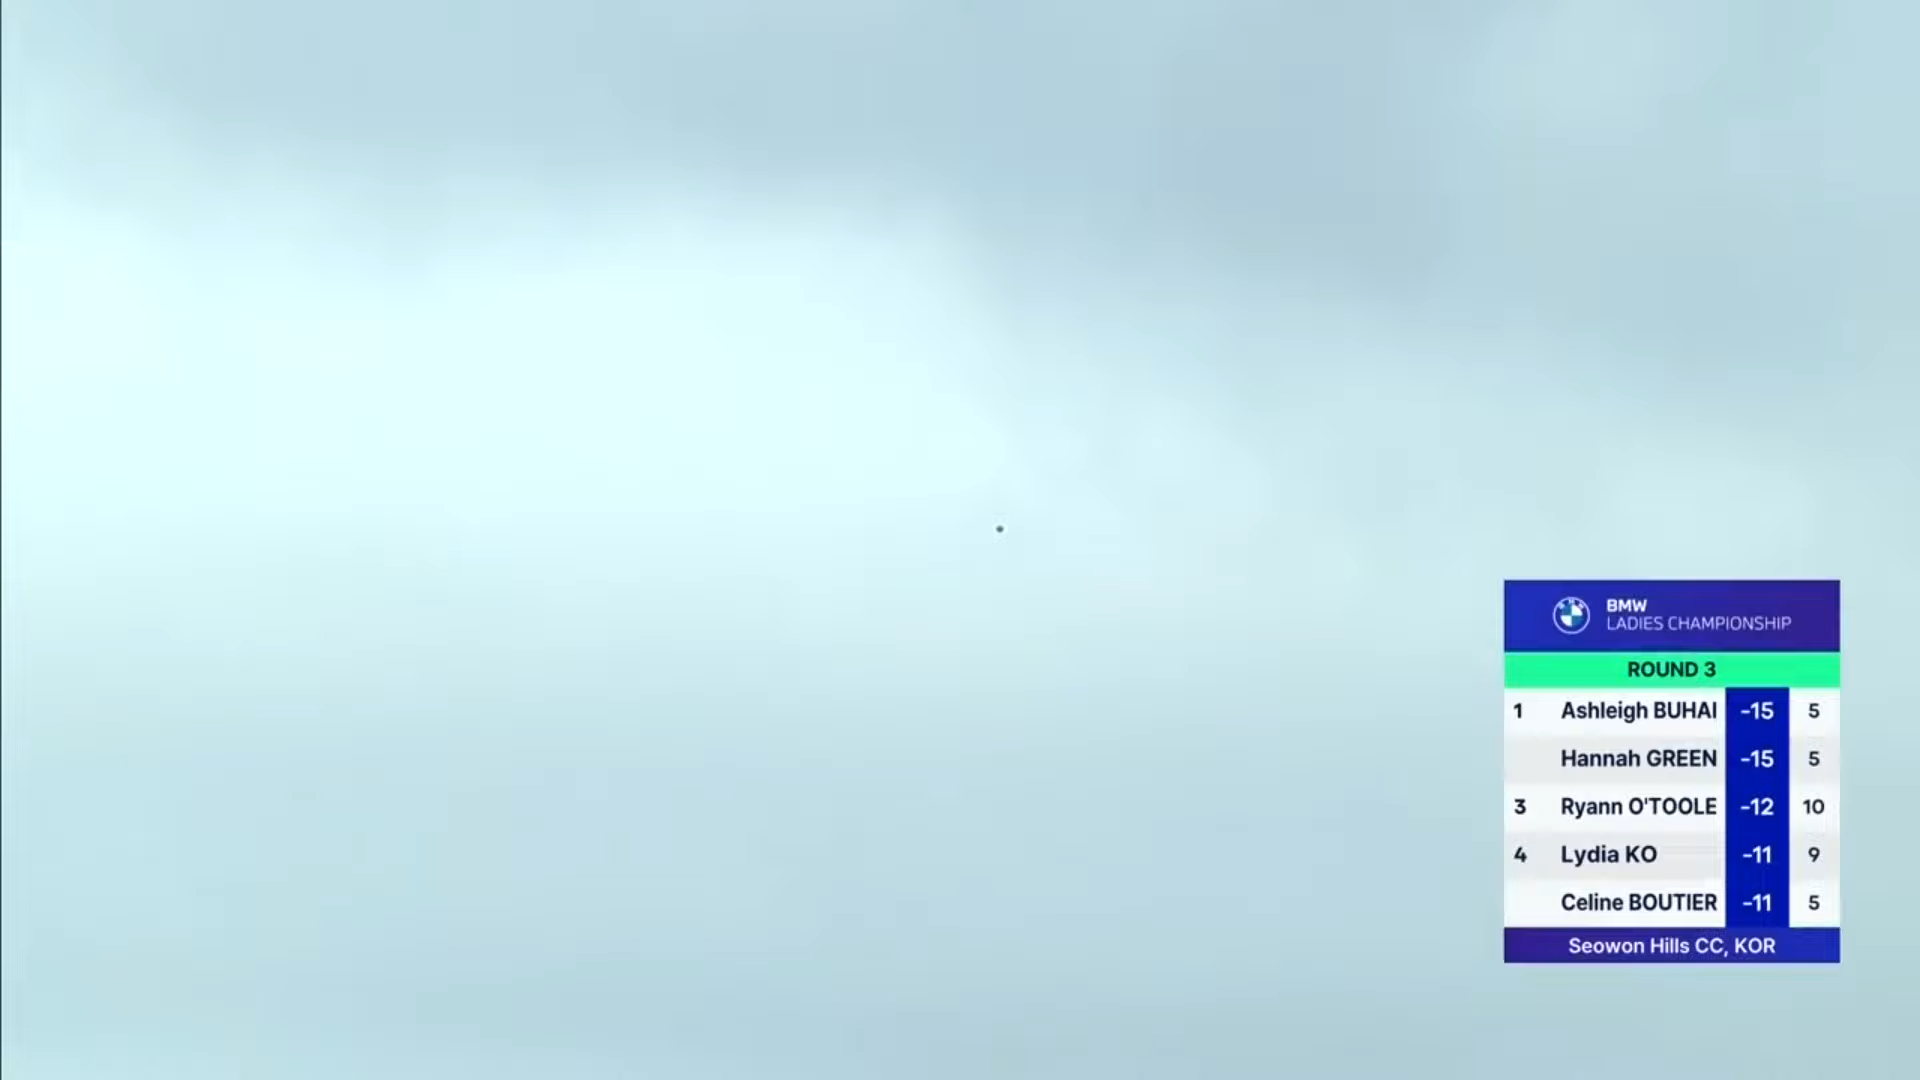 BMW
LADIES CHAMPIONSHIP
ROUND 3
1 Ashleigh BUHAI -15 5
Hannah GREEN -15 5
3 Ryann O'TOOLE -12 10
4 Lydia KO -11 9
Celine BOUTIER -11 5
Seowon Hills CC, KOR